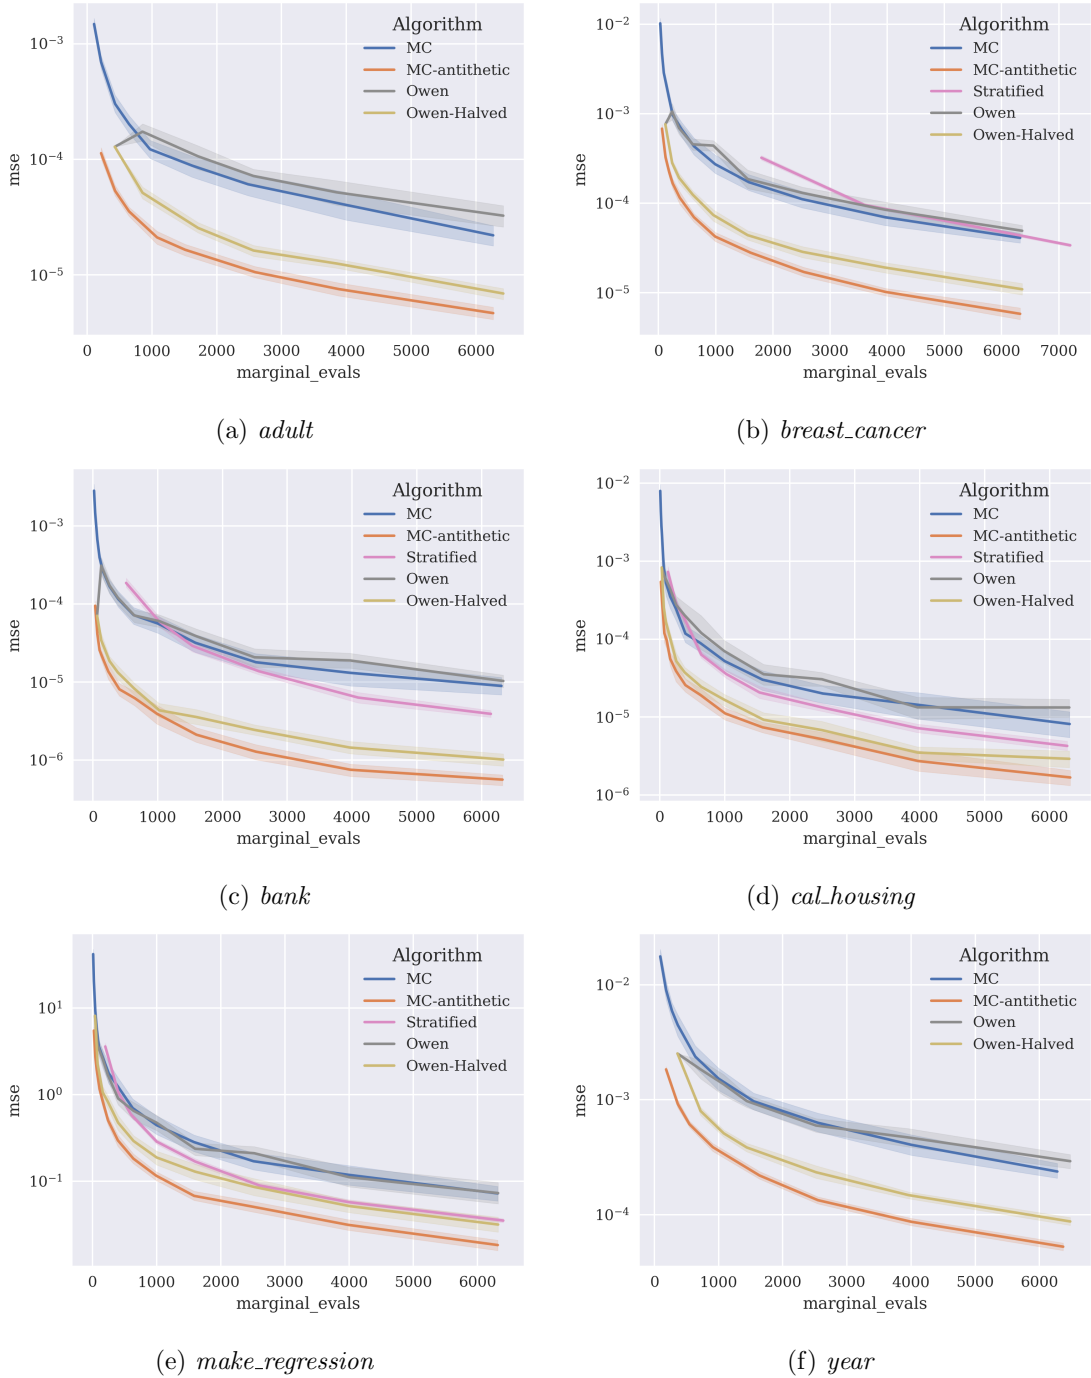 Algorithm
MC
MC-antithetic
Owen
Owen-Halved
10⁻³
10⁻⁴
10⁻⁵
mse
0 1000 2000 3000 4000 5000 6000
marginal_evals
(a) adult
Algorithm
MC
MC-antithetic
Stratified
Owen
Owen-Halved
10⁻²
10⁻³
10⁻⁴
10⁻⁵
mse
0 1000 2000 3000 4000 5000 6000 7000
marginal_evals
(b) breast_cancer
Algorithm
MC
MC-antithetic
Stratified
Owen
Owen-Halved
10⁻³
10⁻⁴
10⁻⁵
10⁻⁶
mse
0 1000 2000 3000 4000 5000 6000
marginal_evals
(c) bank
Algorithm
MC
MC-antithetic
Stratified
Owen
Owen-Halved
10⁻²
10⁻³
10⁻⁴
10⁻⁵
10⁻⁶
mse
0 1000 2000 3000 4000 5000 6000
marginal_evals
(d) cal_housing
Algorithm
MC
MC-antithetic
Stratified
Owen
Owen-Halved
10¹
10⁰
10⁻¹
mse
0 1000 2000 3000 4000 5000 6000
marginal_evals
(e) make_regression
Algorithm
MC
MC-antithetic
Owen
Owen-Halved
10⁻²
10⁻³
10⁻⁴
mse
0 1000 2000 3000 4000 5000 6000
marginal_evals
(f) year